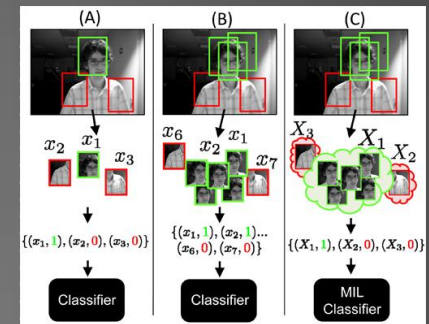 (A)
(B)
(C)
x₂
x₁
x₃
x₆
x₂
x₁
x₇
X₃
X₁
X₂
{(x₁, 1), (x₂, 0), (x₃, 0)}
{(x₁, 1), (x₂, 1)...
(x₆, 0), (x₇, 0)}
{(X₁, 1), (X₂, 0), (X₃, 0)}
Classifier
Classifier
MIL
Classifier